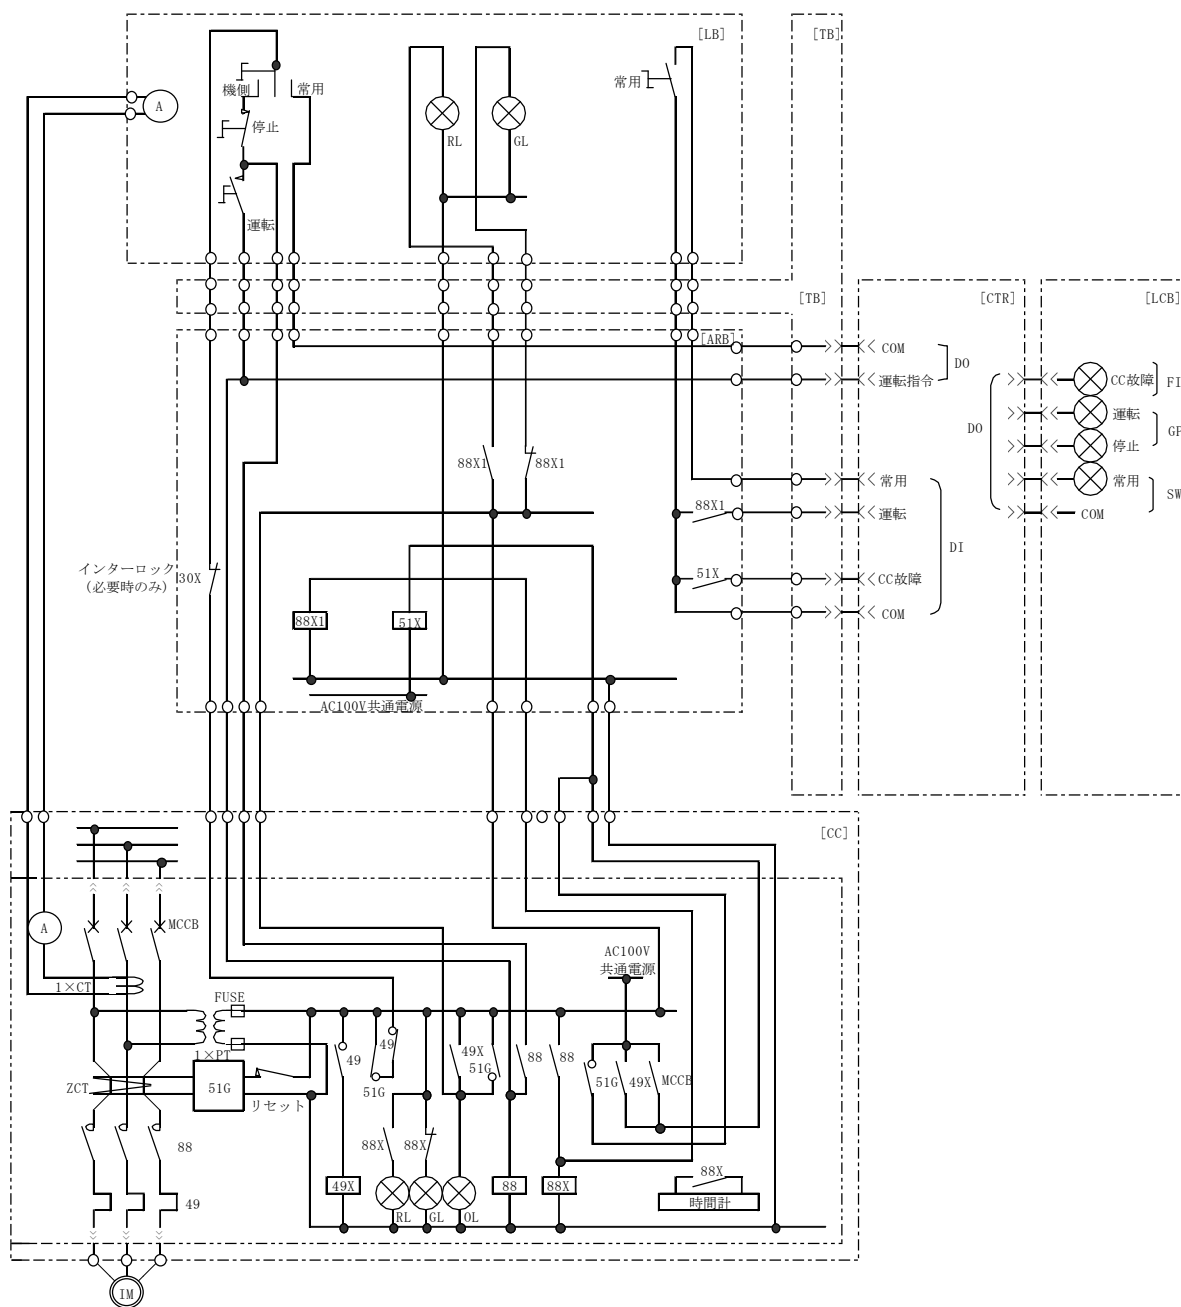 [LB]
[TB]
機側
常用
常用
A
停止
RL
GL
運転
[TB]
[CTR]
[LCB]
[ARB]
COM
DO
運転指令
CC故障
運転
DO
停止
88X1
88X1
常用
常用
88X1
運転
COM
DI
インターロック
(必要時のみ)
30X
51X
CC故障
88X1
51X
COM
AC100V共通電源
[CC]
A
MCCB
AC100V
共通電源
1×CT
FUSE
1×PT
49
49
49X
51G
88
88
ZCT
51G
51G
51G
49X
MCCB
リセット
88
88X
88X
88X
49X
88
88X
時計計
49
RL
GL
OL
IM